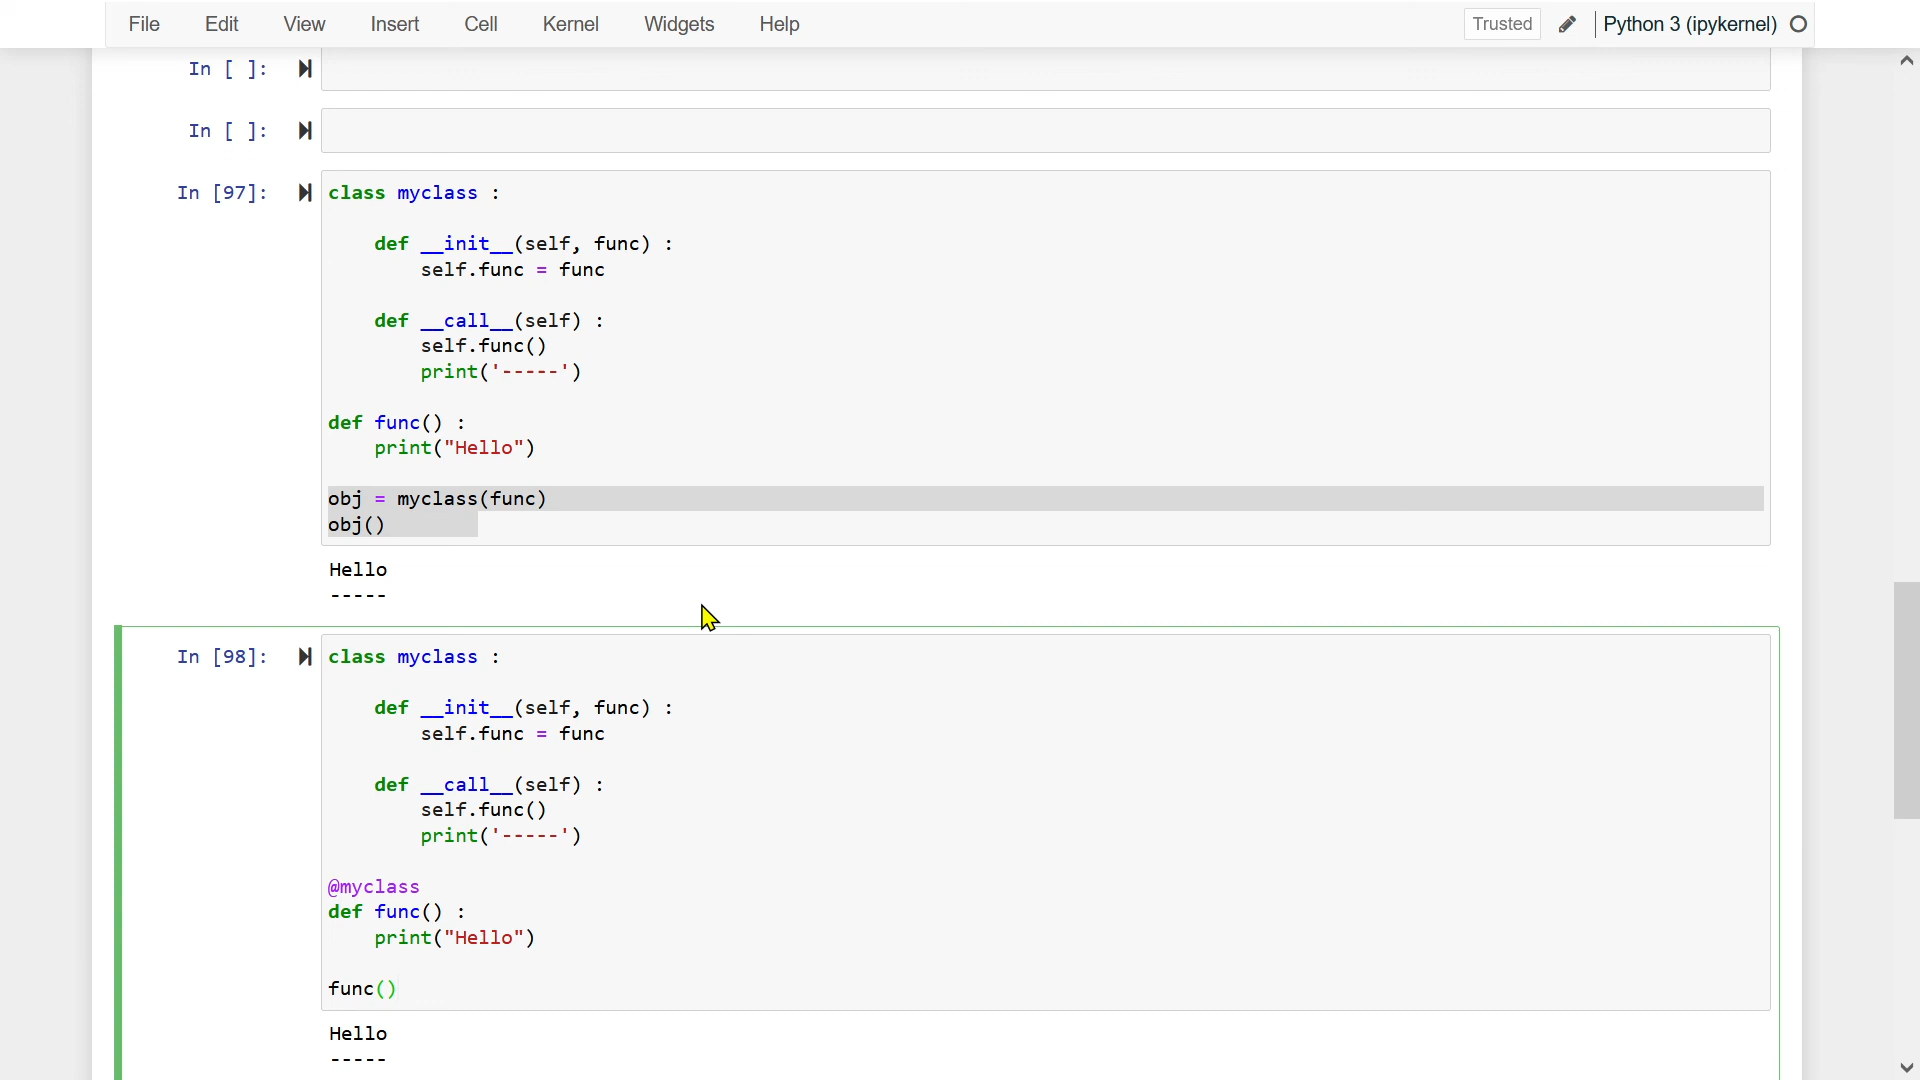 File Edit View Insert Cell Kernel Widgets Help Trusted Python 3 (ipykernel)
In [ ]:
In [ ]:
In [97]: class myclass :
def __init__(self, func) :
self.func = func
def __call__(self) :
self.func()
print('-----')
def func() :
print("Hello")
obj = myclass(func)
obj()
Hello
-----
In [98]: class myclass :
def __init__(self, func) :
self.func = func
def __call__(self) :
self.func()
print('-----')
@myclass
def func() :
print("Hello")
func()
Hello
-----